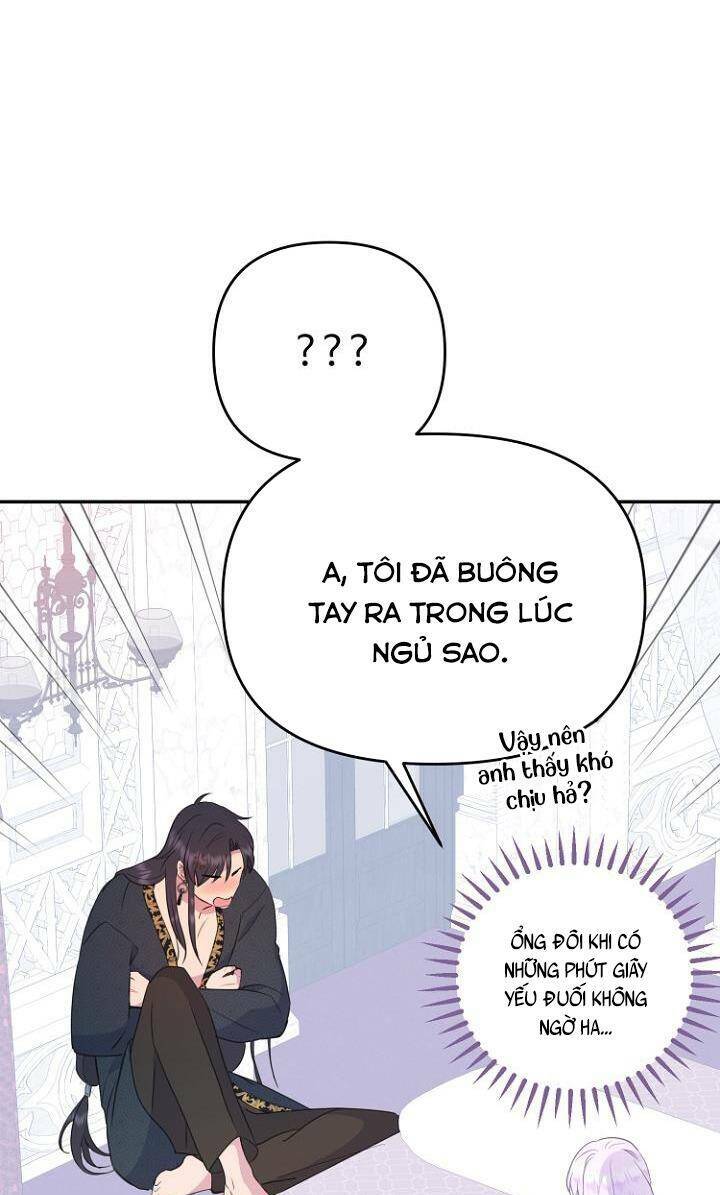 ???
A, TÔI ĐÃ BUÔNG
TAY RA TRONG LÚC
NGỦ SAO.
Vậy nên
anh thấy khó
chịu hả?
ỔNG ĐÔI KHI CÓ
NHỮNG PHÚT GIÂY
YẾU ĐUỐI KHÔNG
NGỜ HA...